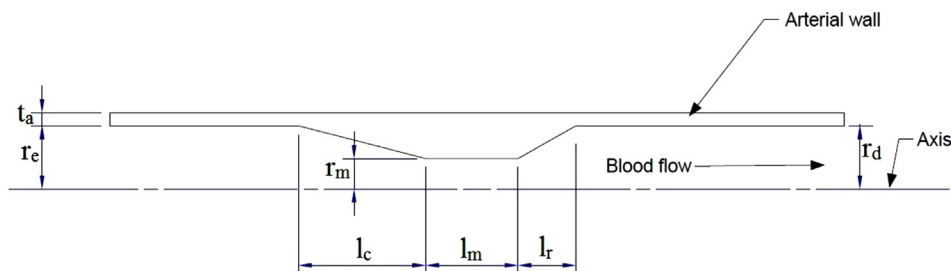 Arterial wall
t_a
r_e
r_m
Blood flow
r_d
Axis
l_c
l_m
l_r